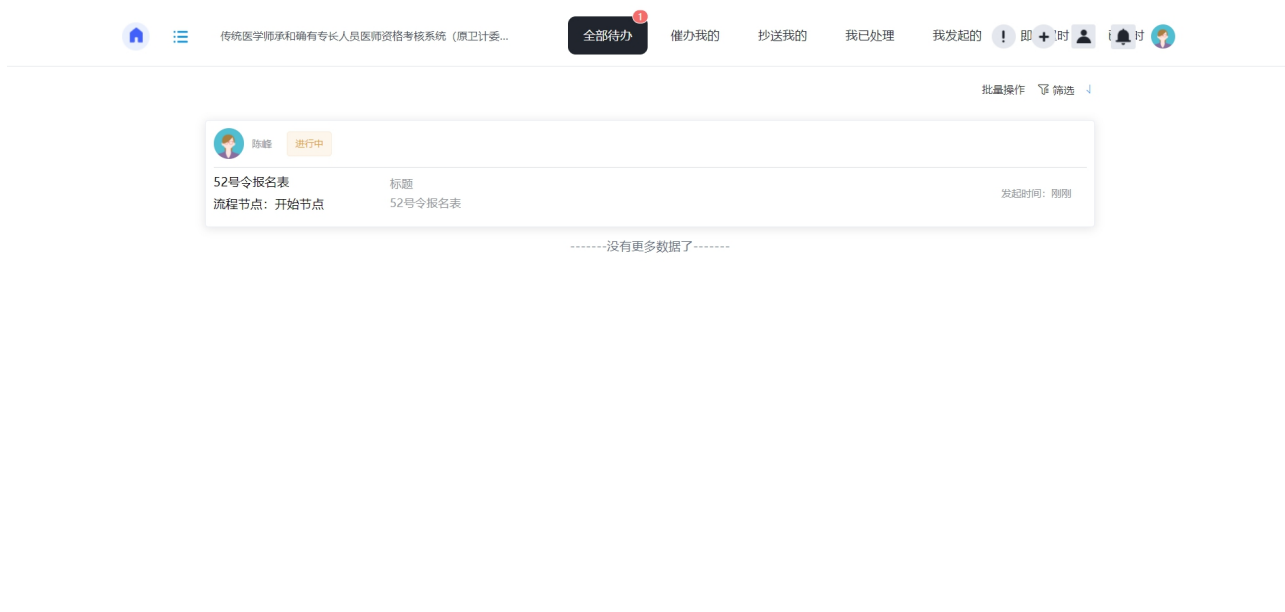 传统医学师承和确有专长人员医师资格考核系统（原卫计委...
全部待办
1
催办我的
抄送我的
我已处理
我发起的
即
时
时
批量操作
筛选
陈峰
进行中
52号令报名表
标题
流程节点：开始节点
52号令报名表
发起时间：刚刚
-------没有更多数据了-------